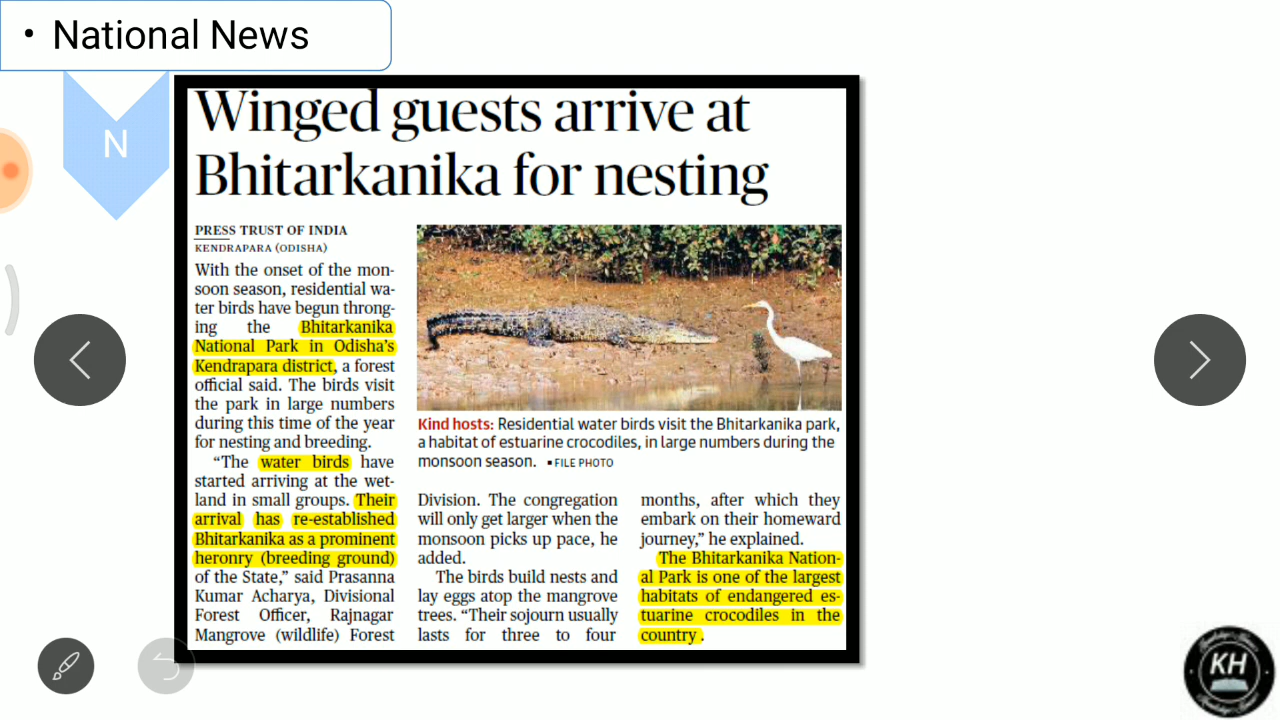 • National News
N
Winged guests arrive at
Bhitarkanika for nesting
PRESS TRUST OF INDIA
KENDRAPARA (ODISHA)
With the onset of the mon-
soon season, residential wa-
ter birds have begun throng-
ing the Bhitarkanika
National Park in Odisha's
Kendrapara district, a forest
official said. The birds visit
the park in large numbers
during this time of the year
for nesting and breeding.
"The water birds have
started arriving at the wet-
land in small groups. Their
arrival has re-established
Bhitarkanika as a prominent
heronry (breeding ground)
of the State," said Prasanna
Kumar Acharya, Divisional
Forest Officer, Rajnagar
Mangrove (wildlife) Forest
Kind hosts: Residential water birds visit the Bhitarkanika park,
a habitat of estuarine crocodiles, in large numbers during the
monsoon season. ▪ FILE PHOTO
Division. The congregation
will only get larger when the
monsoon picks up pace, he
added.
The birds build nests and
lay eggs atop the mangrove
trees. "Their sojourn usually
lasts for three to four
months, after which they
embark on their homeward
journey," he explained.
The Bhitarkanika Nation-
al Park is one of the largest
habitats of endangered es-
tuarine crocodiles in the
country.
KH